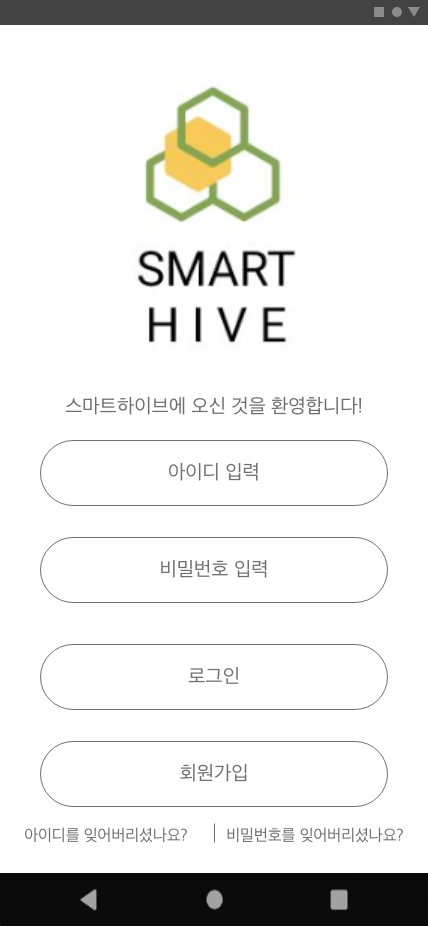 SMART
HIVE
스마트하이브에 오신 것을 환영합니다!
아이디 입력
비밀번호 입력
로그인
회원가입
아이디를 잊어버리셨나요? | 비밀번호를 잊어버리셨나요?